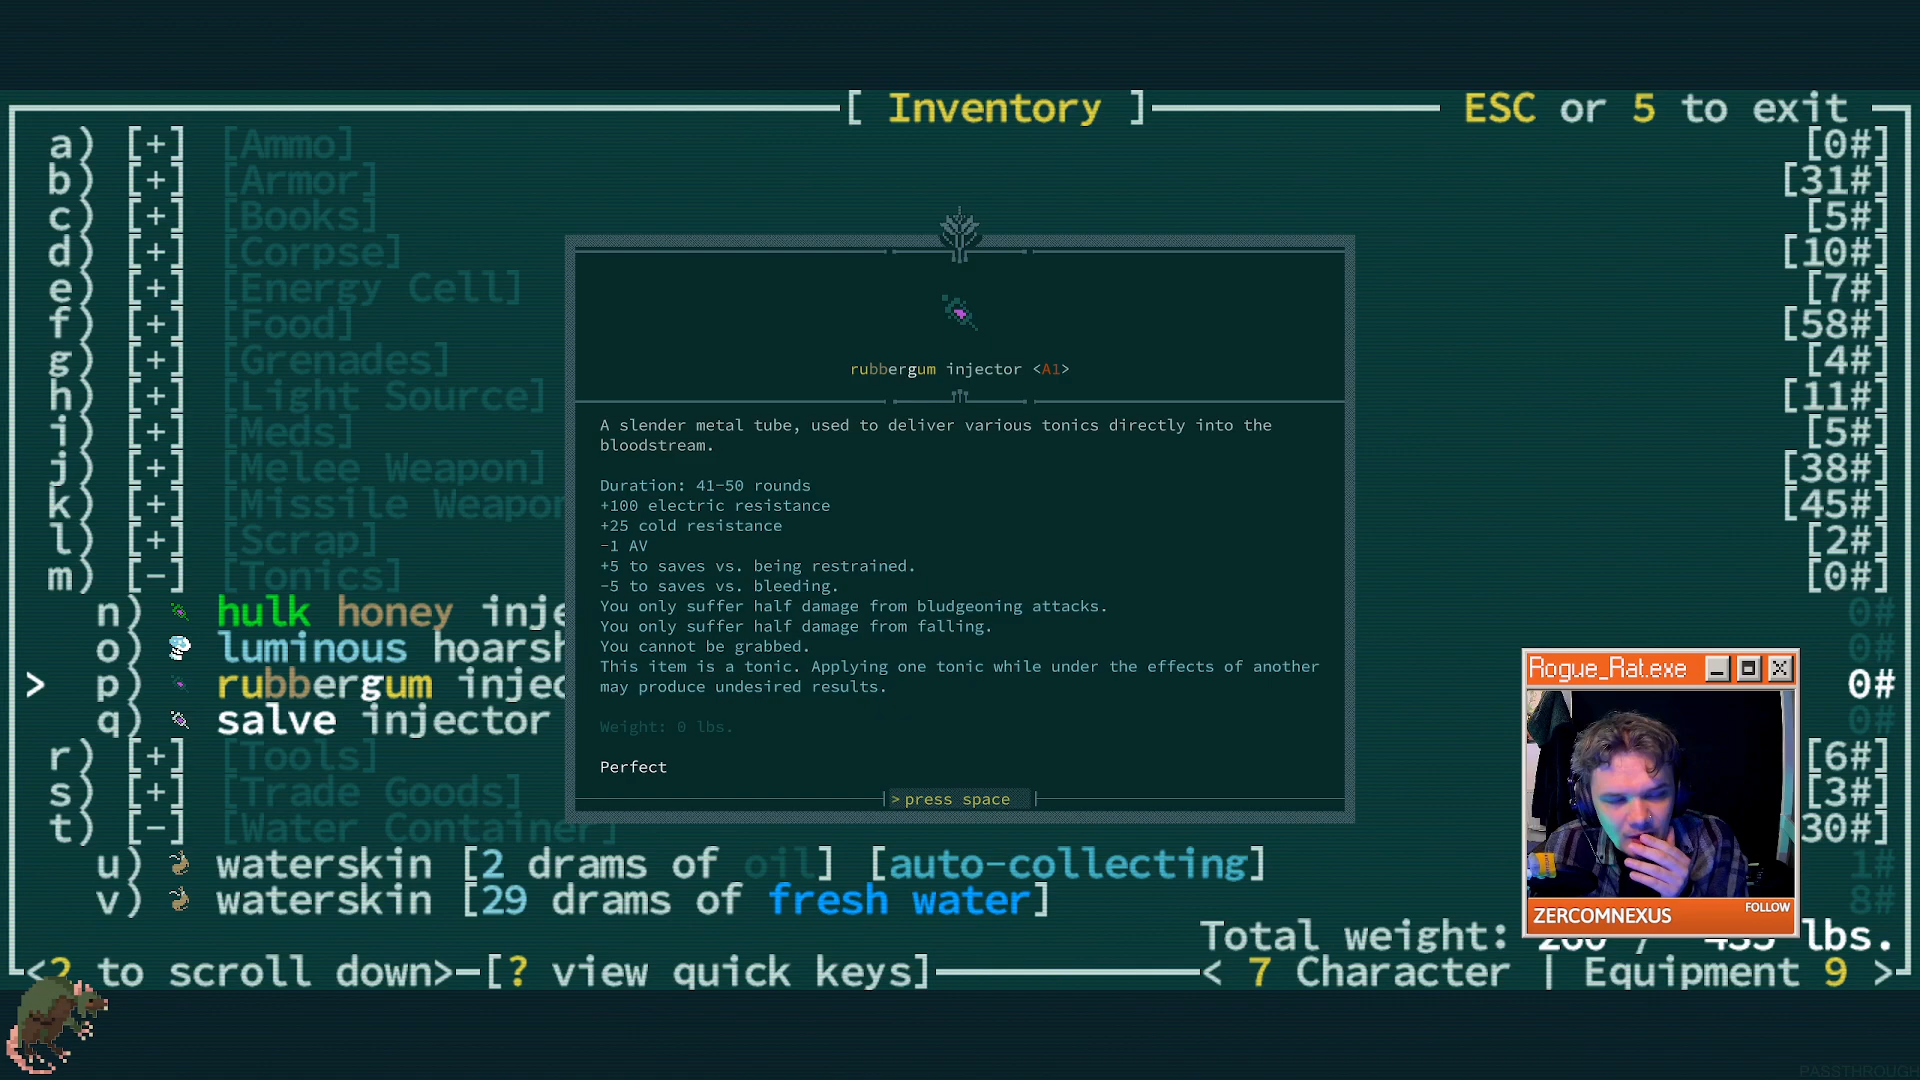 [ Inventory ]
ESC or 5 to exit
a) [+] [Ammo] [0#]
b) [+] [Armor] [31#]
c) [+] [Books] [5#]
d) [+] [Corpse] [10#]
e) [+] [Energy Cell] [7#]
f) [+] [Food] [58#]
g) [+] [Grenades] [4#]
h) [+] [Light Source] [11#]
i) [+] [Meds] [5#]
j) [+] [Melee Weapon] [38#]
k) [+] [Missile Weapon [45#]
l) [+] [Scrap] [2#]
m) [-] [Tonics] [0#]
n) hulk honey inje 0#
o) luminous hoarsh 0#
> p) rubbergum injec 0#
q) salve injector 0#
r) [+] [Tools] [6#]
s) [+] [Trade Goods] [3#]
t) [-] [Water Container] 30#]
u) waterskin [2 drams of oil] [auto-collecting] 1#
v) waterskin [29 drams of fresh water] 8#
rubbergum injector <A1>
A slender metal tube, used to deliver various tonics directly into the
bloodstream.
Duration: 41-50 rounds
+100 electric resistance
+25 cold resistance
-1 AV
+5 to saves vs. being restrained.
-5 to saves vs. bleeding.
You only suffer half damage from bludgeoning attacks.
You only suffer half damage from falling.
You cannot be grabbed.
This item is a tonic. Applying one tonic while under the effects of another
may produce undesired results.
Weight: 0 lbs.
Perfect
> press space
Rogue_Rat.exe
ZERCOMNEXUS
FOLLOW
Total weight: / lbs.
<2 to scroll down>
[? view quick keys]
< 7 Character | Equipment 9 >
PASSTHROUGH